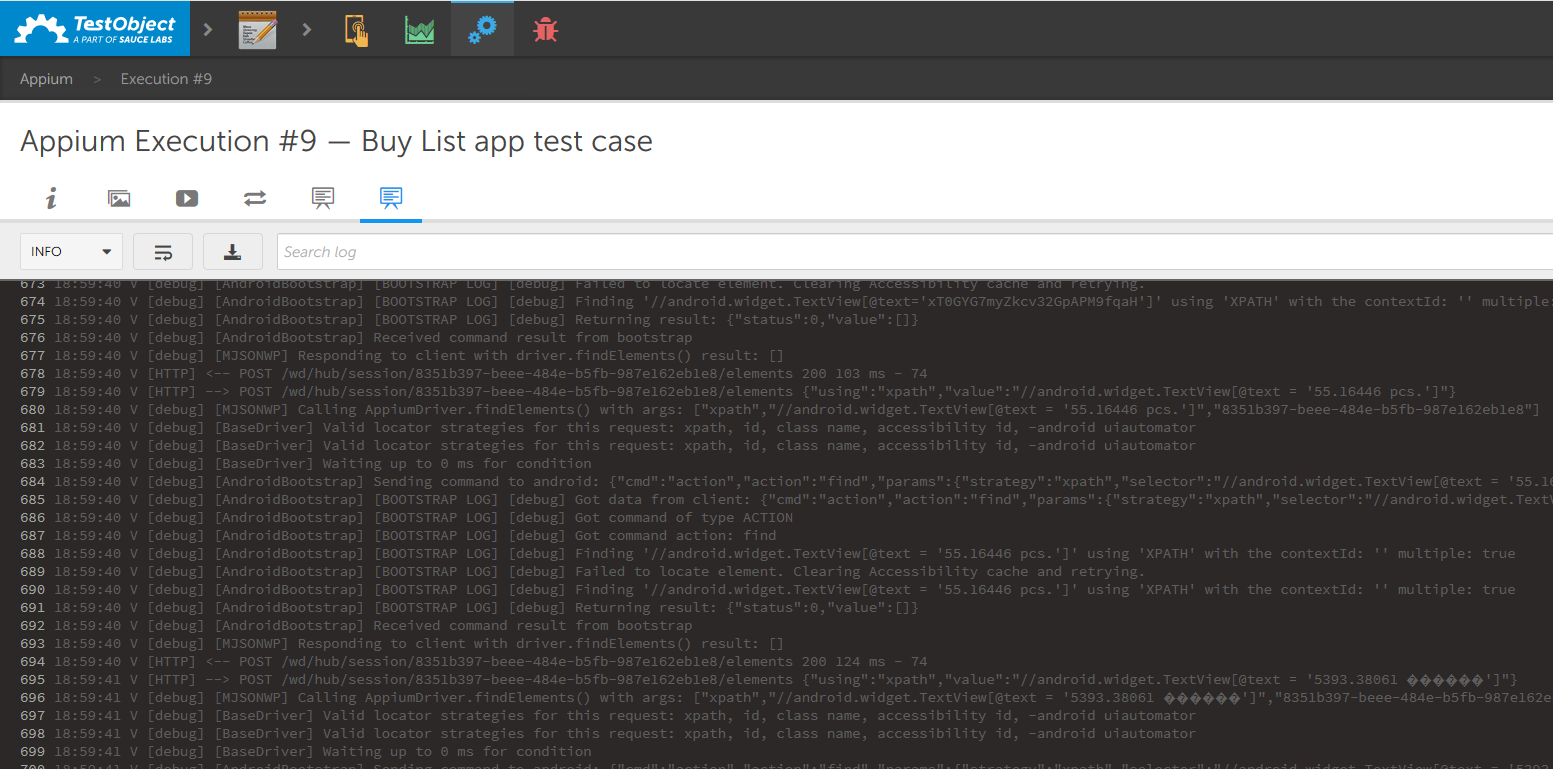 TestObject
A PART OF SAUCE LABS
Appium > Execution #9
Appium Execution #9 — Buy List app test case
INFO
Search log
673 18:59:40 V [debug] [AndroidBootstrap] [BOOTSTRAP LOG] [debug] Failed to locate element. Clearing Accessibility cache and retrying.
674 18:59:40 V [debug] [AndroidBootstrap] [BOOTSTRAP LOG] [debug] Finding '//android.widget.TextView[@text='xT0GYG7myZkcv32GpAPM9fqaH']' using 'XPATH' with the contextId: '' multiple:
675 18:59:40 V [debug] [AndroidBootstrap] [BOOTSTRAP LOG] [debug] Returning result: {"status":0,"value":[]}
676 18:59:40 V [debug] [AndroidBootstrap] Received command result from bootstrap
677 18:59:40 V [debug] [MJSONWP] Responding to client with driver.findElements() result: []
678 18:59:40 V [HTTP] <-- POST /wd/hub/session/8351b397-beee-484e-b5fb-987e162eb1e8/elements 200 103 ms - 74
679 18:59:40 V [HTTP] --> POST /wd/hub/session/8351b397-beee-484e-b5fb-987e162eb1e8/elements {"using":"xpath","value":"//android.widget.TextView[@text = '55.16446 pcs.']"}
680 18:59:40 V [debug] [MJSONWP] Calling AppiumDriver.findElements() with args: ["xpath","//android.widget.TextView[@text = '55.16446 pcs.']","8351b397-beee-484e-b5fb-987e162eb1e8"]
681 18:59:40 V [debug] [BaseDriver] Valid locator strategies for this request: xpath, id, class name, accessibility id, -android uiautomator
682 18:59:40 V [debug] [BaseDriver] Valid locator strategies for this request: xpath, id, class name, accessibility id, -android uiautomator
683 18:59:40 V [debug] [BaseDriver] Waiting up to 0 ms for condition
684 18:59:40 V [debug] [AndroidBootstrap] Sending command to android: {"cmd":"action","action":"find","params":{"strategy":"xpath","selector":"//android.widget.TextView[@text = '55.16
685 18:59:40 V [debug] [AndroidBootstrap] [BOOTSTRAP LOG] [debug] Got data from client: {"cmd":"action","action":"find","params":{"strategy":"xpath","selector":"//android.widget.TextV
686 18:59:40 V [debug] [AndroidBootstrap] [BOOTSTRAP LOG] [debug] Got command of type ACTION
687 18:59:40 V [debug] [AndroidBootstrap] [BOOTSTRAP LOG] [debug] Got command action: find
688 18:59:40 V [debug] [AndroidBootstrap] [BOOTSTRAP LOG] [debug] Finding '//android.widget.TextView[@text = '55.16446 pcs.']' using 'XPATH' with the contextId: '' multiple: true
689 18:59:40 V [debug] [AndroidBootstrap] [BOOTSTRAP LOG] [debug] Failed to locate element. Clearing Accessibility cache and retrying.
690 18:59:40 V [debug] [AndroidBootstrap] [BOOTSTRAP LOG] [debug] Finding '//android.widget.TextView[@text = '55.16446 pcs.']' using 'XPATH' with the contextId: '' multiple: true
691 18:59:40 V [debug] [AndroidBootstrap] [BOOTSTRAP LOG] [debug] Returning result: {"status":0,"value":[]}
692 18:59:40 V [debug] [AndroidBootstrap] Received command result from bootstrap
693 18:59:40 V [debug] [MJSONWP] Responding to client with driver.findElements() result: []
694 18:59:40 V [HTTP] <-- POST /wd/hub/session/8351b397-beee-484e-b5fb-987e162eb1e8/elements 200 124 ms - 74
695 18:59:41 V [HTTP] --> POST /wd/hub/session/8351b397-beee-484e-b5fb-987e162eb1e8/elements {"using":"xpath","value":"//android.widget.TextView[@text = '5393.38061 ������']"}
696 18:59:41 V [debug] [MJSONWP] Calling AppiumDriver.findElements() with args: ["xpath","//android.widget.TextView[@text = '5393.38061 ������']","8351b397-beee-484e-b5fb-987e162e
697 18:59:41 V [debug] [BaseDriver] Valid locator strategies for this request: xpath, id, class name, accessibility id, -android uiautomator
698 18:59:41 V [debug] [BaseDriver] Valid locator strategies for this request: xpath, id, class name, accessibility id, -android uiautomator
699 18:59:41 V [debug] [BaseDriver] Waiting up to 0 ms for condition
700 18:59:41 V [debug] [AndroidBootstrap] Sending command to android: {"cmd":"action","action":"find","params":{"strategy":"xpath","selector":"//android.widget.TextView[@text = '5393